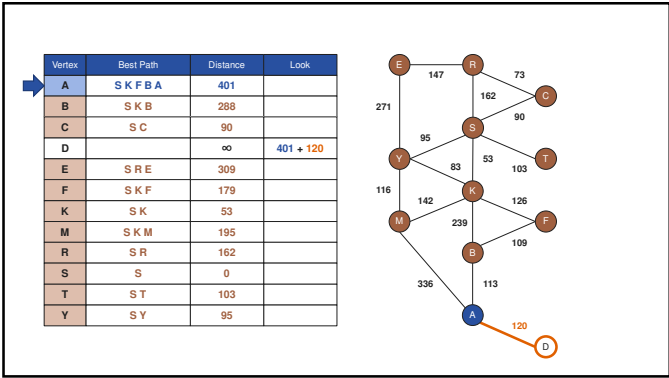 Vertex Best Path Distance Look
A S K F B A 401
B S K B 288
C S C 90
D ∞ 401 + 120
E S R E 309
F S K F 179
K S K 53
M S K M 195
R S R 162
S S 0
T S T 103
Y S Y 95
E R
147 73
C
271 162
90
S
95
Y T
53 103
83
116 K
142 126
M F
239
109
B
336 113
A
120
D